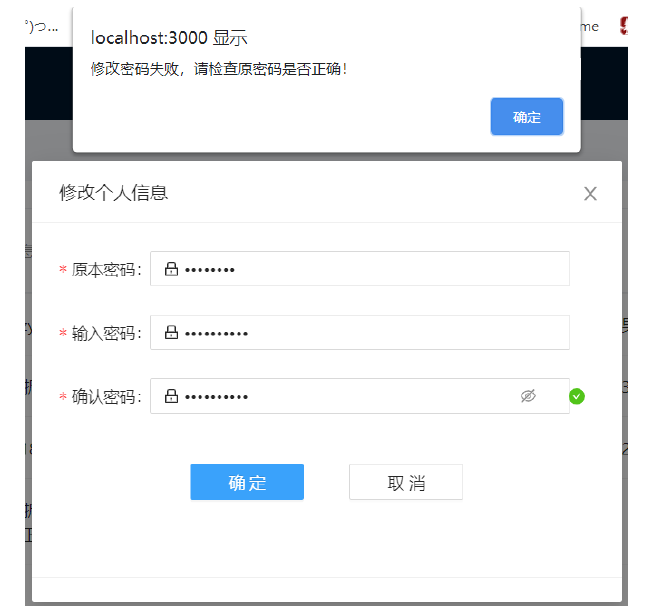 localhost:3000 显示
修改密码失败，请检查原密码是否正确！
确定
修改个人信息
* 原本密码：
* 输入密码：
* 确认密码：
确定 取消